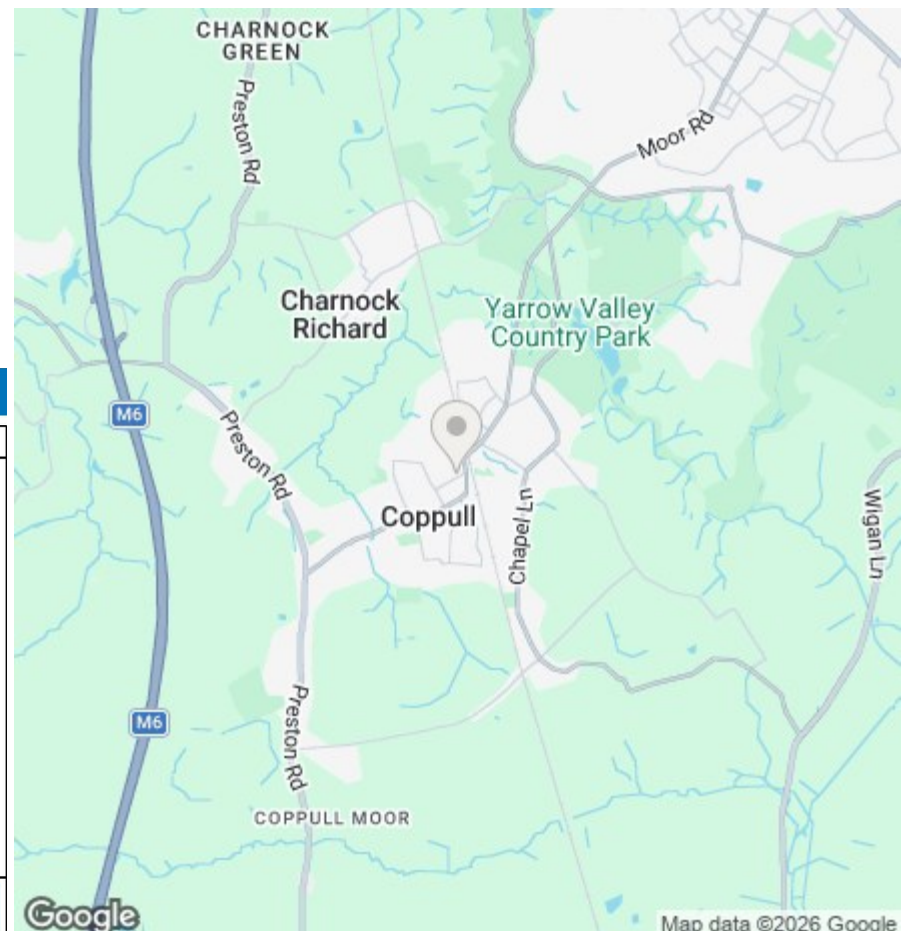 CHARNOCK
GREEN
Preston Rd
Moor Rd
Charnock
Richard
Yarrow Valley
Country Park
M6
Preston Rd
Coppull
Chapel Ln
Wigan Ln
M6
Preston Rd
COPPULL MOOR
Google
Map data ©2026 Google